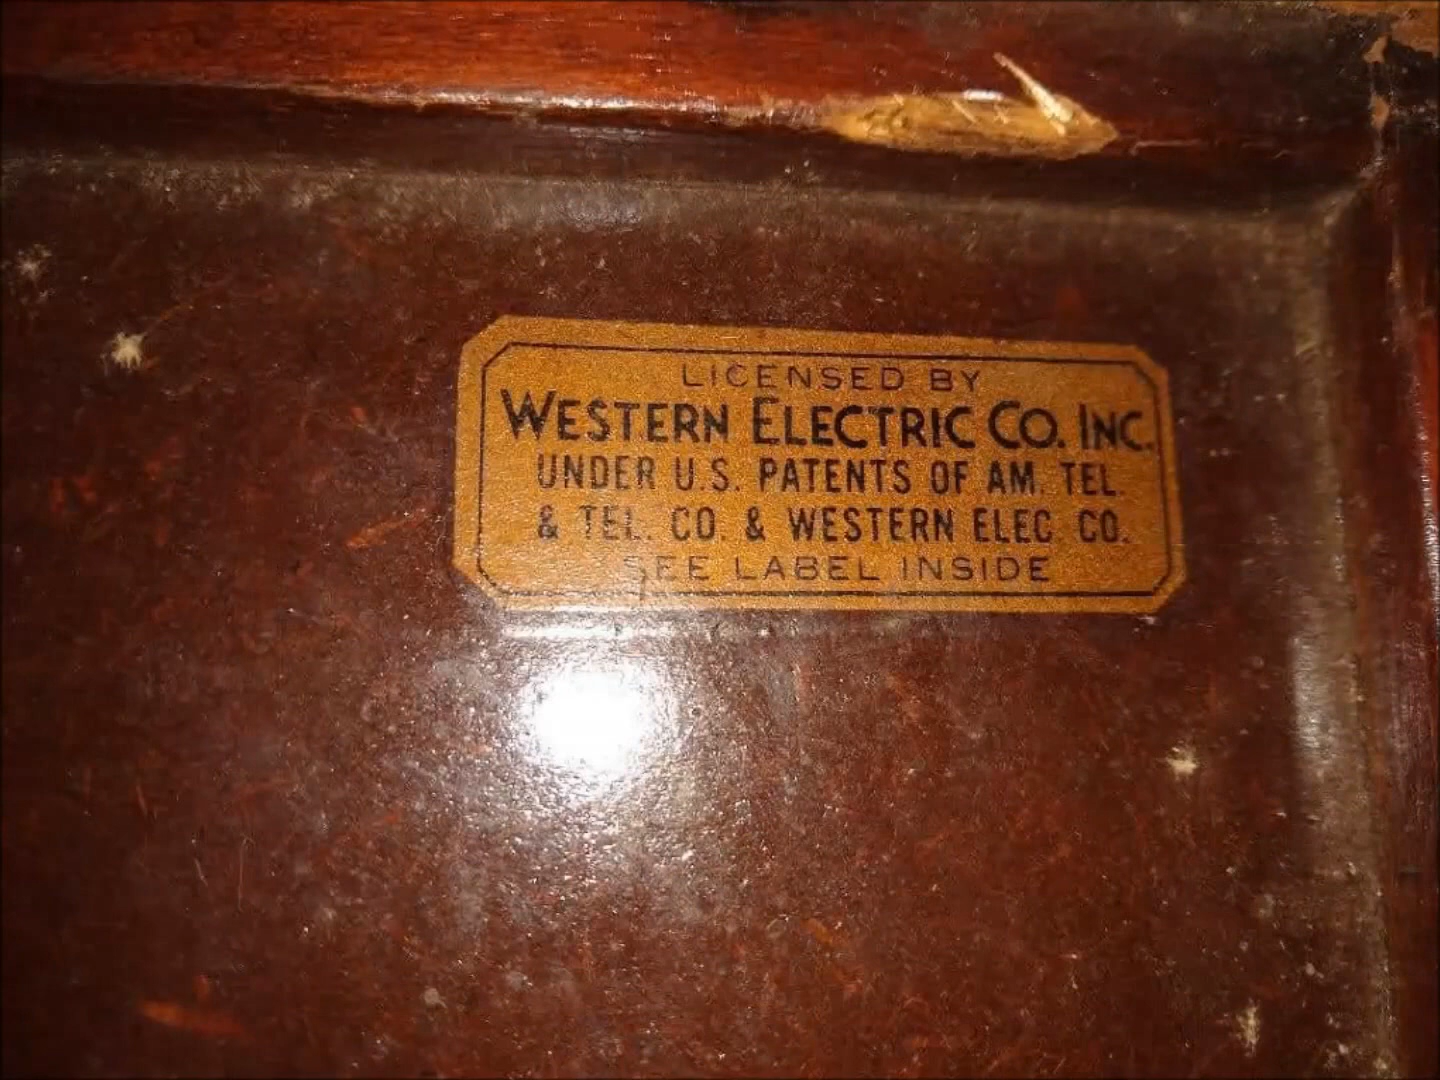 LICENSED BY
WESTERN ELECTRIC CO. INC.
UNDER U.S. PATENTS OF AM. TEL.
& TEL. CO. & WESTERN ELEC. CO.
SEE LABEL INSIDE